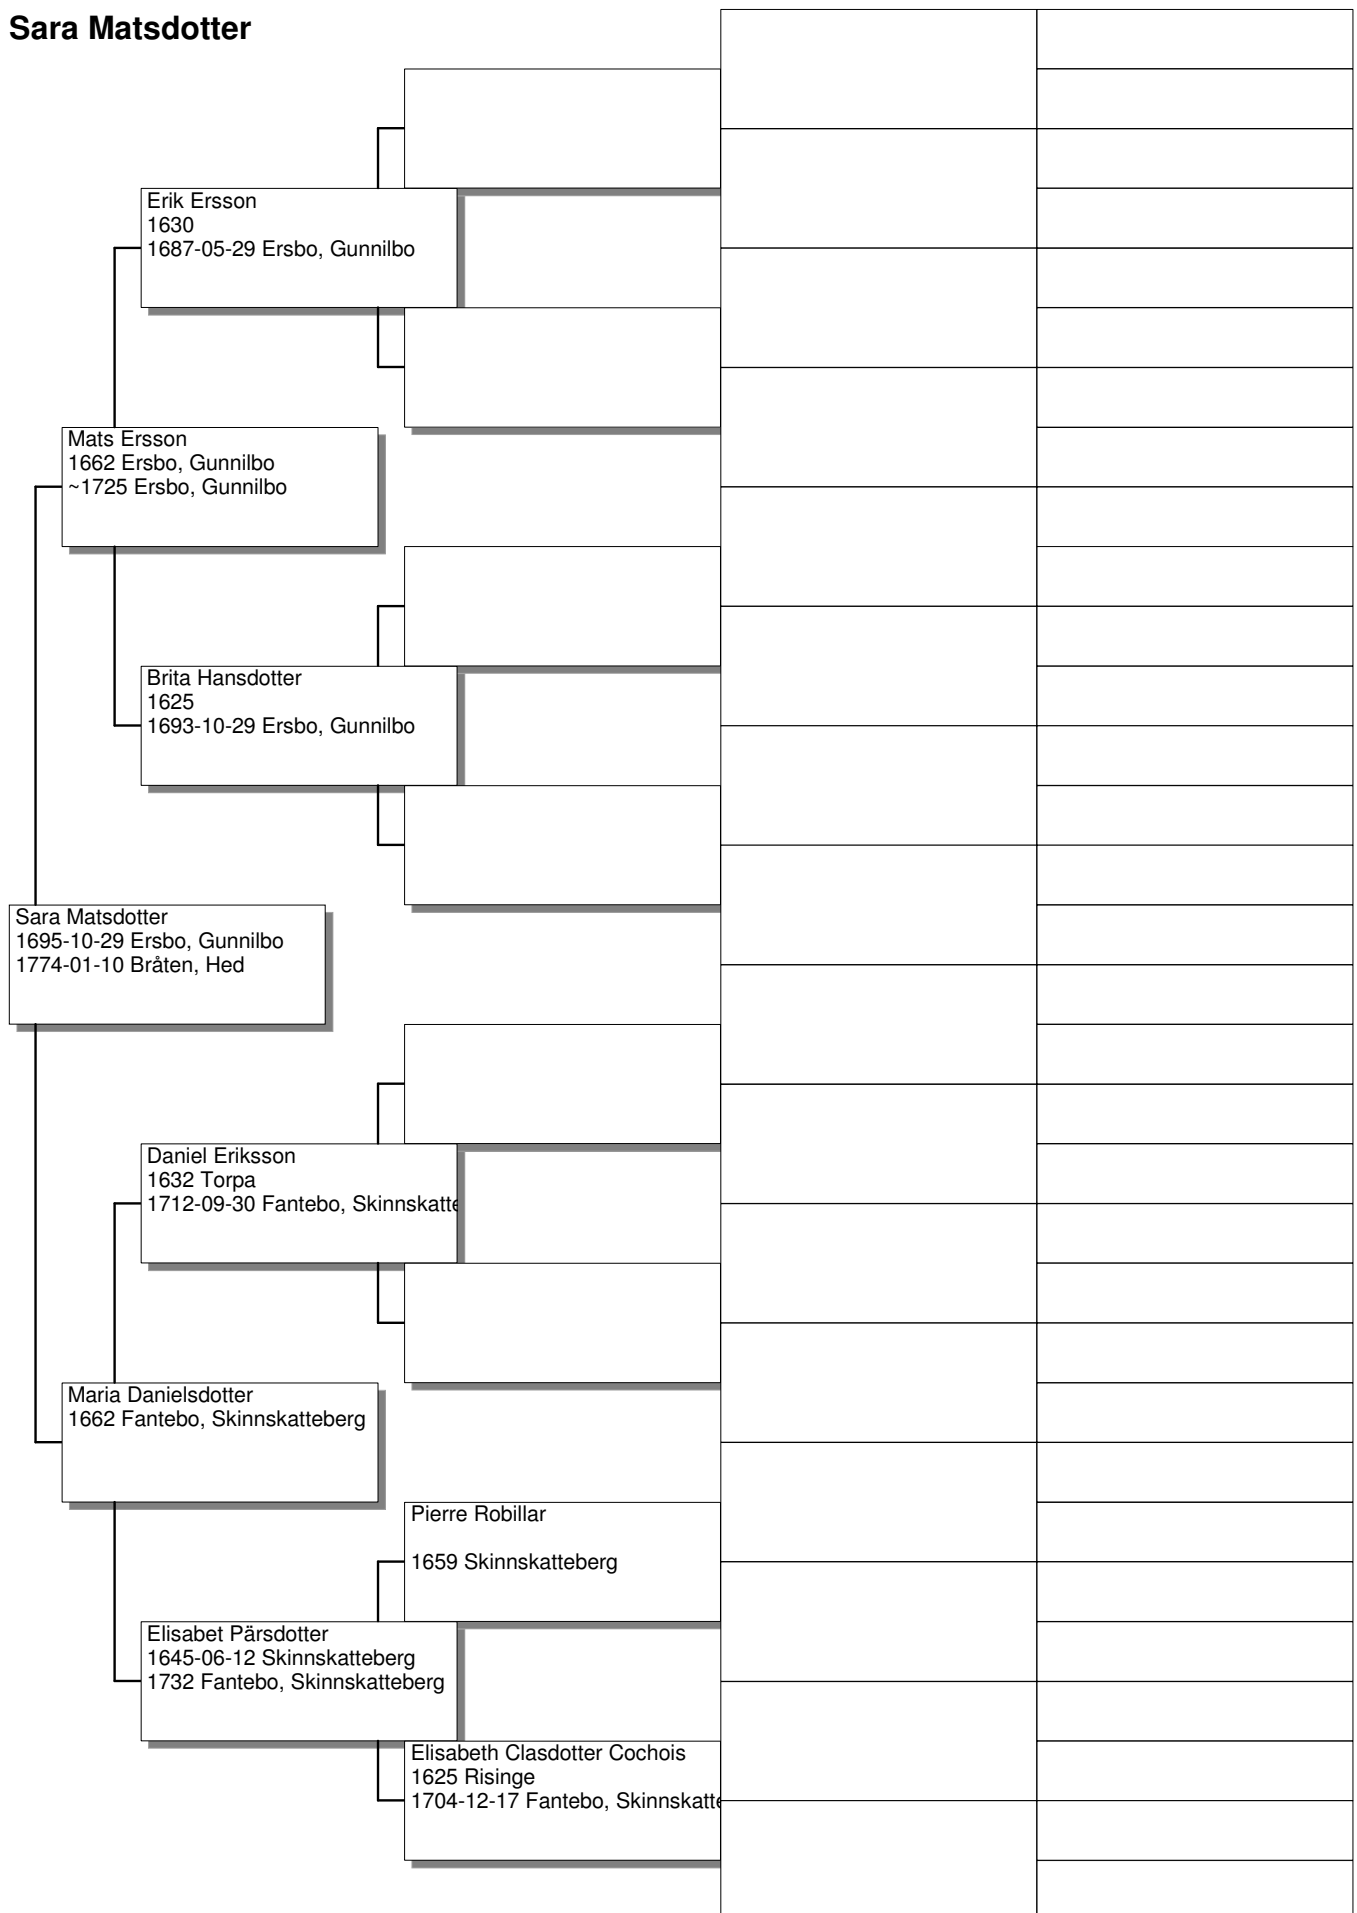 Sara Matsdotter
Erik Ersson
1630
1687-05-29 Ersbo, Gunnilbo
Mats Ersson
1662 Ersbo, Gunnilbo
~1725 Ersbo, Gunnilbo
Brita Hansdotter
1625
1693-10-29 Ersbo, Gunnilbo
Sara Matsdotter
1695-10-29 Ersbo, Gunnilbo
1774-01-10 Bråten, Hed
Daniel Eriksson
1632 Torpa
1712-09-30 Fantebo, Skinnskatte
Maria Danielsdotter
1662 Fantebo, Skinnskatteberg
Pierre Robillar
1659 Skinnskatteberg
Elisabet Pärsdotter
1645-06-12 Skinnskatteberg
1732 Fantebo, Skinnskatteberg
Elisabeth Clasdotter Cochois
1625 Risinge
1704-12-17 Fantebo, Skinnskatte